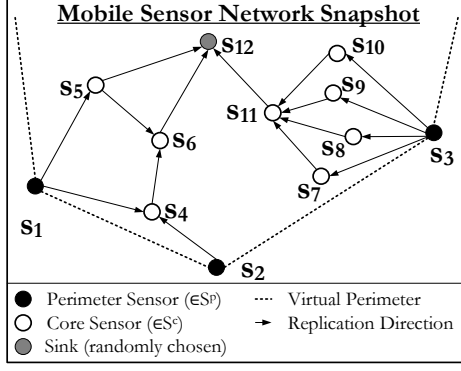 Mobile Sensor Network Snapshot
s12
s10
s5
s9
s11
s6
s8
s3
s7
s4
s1
s2
Perimeter Sensor (∈Sᵖ)
Virtual Perimeter
Core Sensor (∈Sᶜ)
Replication Direction
Sink (randomly chosen)